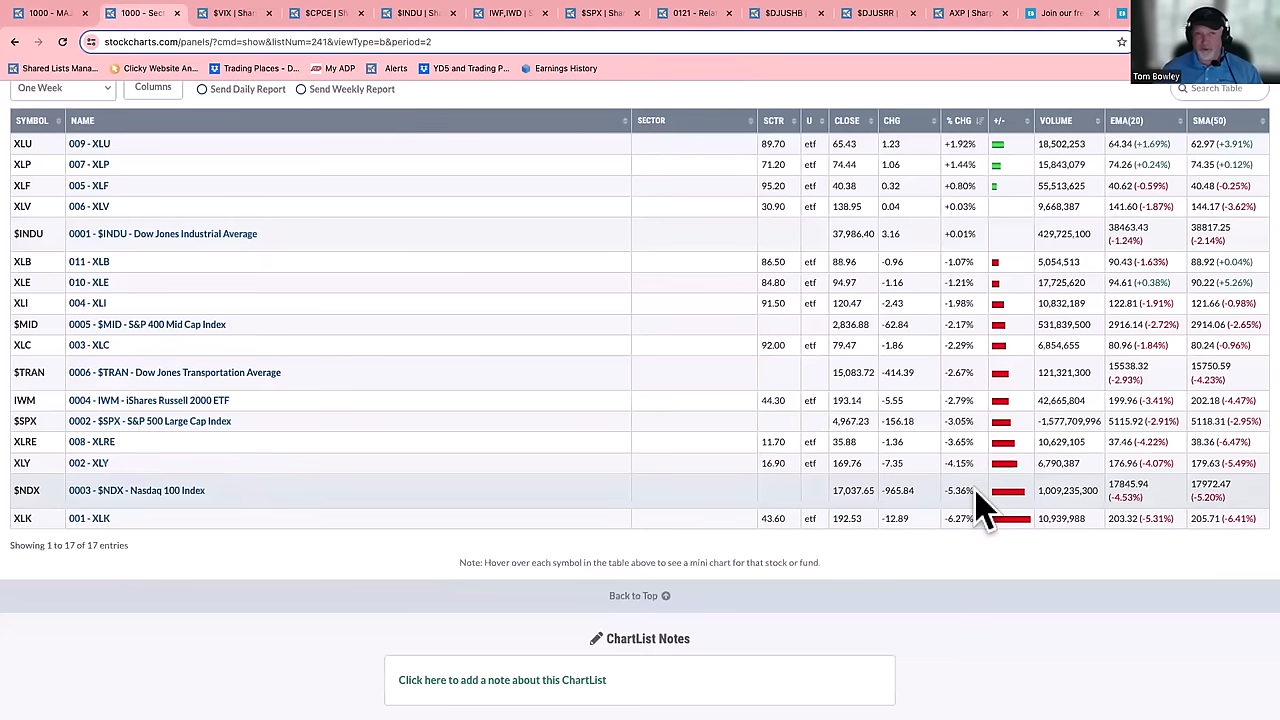 1000 - MA
1000 - Sect
$VIX | Shar
$CPCE | Sh
$INDU | Sh
IWF,IWD | S
$SPX | Shar
0121 - Rela
$DJUSHB |
$DJUSRR |
AXP | Sharp
Join our fre
stockcharts.com/panels/?cmd=show&listNum=241&viewType=b&period=2
Shared Lists Mana...
Clicky Website An...
Trading Places - D...
My ADP
Alerts
YD5 and Trading P...
Earnings History
Tom Bowley
One Week
Columns
Send Daily Report
Send Weekly Report
Search Table
SYMBOL NAME SECTOR SCTR U CLOSE CHG % CHG +/- VOLUME EMA(20) SMA(50)
XLU 009 - XLU 89.70 etf 65.43 1.23 +1.92% 18,502,253 64.34 (+1.69%) 62.97 (+3.91%)
XLP 007 - XLP 71.20 etf 74.44 1.06 +1.44% 15,843,079 74.26 (+0.24%) 74.35 (+0.12%)
XLF 005 - XLF 95.20 etf 40.38 0.32 +0.80% 55,513,625 40.62 (-0.59%) 40.48 (-0.25%)
XLV 006 - XLV 30.90 etf 138.95 0.04 +0.03% 9,668,387 141.60 (-1.87%) 144.17 (-3.62%)
$INDU 0001 - $INDU - Dow Jones Industrial Average 37,986.40 3.16 +0.01% 429,725,100 38463.43 (-1.24%) 38817.25 (-2.14%)
XLB 011 - XLB 86.50 etf 88.96 -0.96 -1.07% 5,054,513 90.43 (-1.63%) 88.92 (+0.04%)
XLE 010 - XLE 84.80 etf 94.97 -1.16 -1.21% 17,725,620 94.61 (+0.38%) 90.22 (+5.26%)
XLI 004 - XLI 91.50 etf 120.47 -2.43 -1.98% 10,832,189 122.81 (-1.91%) 121.66 (-0.98%)
$MID 0005 - $MID - S&P 400 Mid Cap Index 2,836.88 -62.84 -2.17% 531,839,500 2916.14 (-2.72%) 2914.06 (-2.65%)
XLC 003 - XLC 92.00 etf 79.47 -1.86 -2.29% 6,854,655 80.96 (-1.84%) 80.24 (-0.96%)
$TRAN 0006 - $TRAN - Dow Jones Transportation Average 15,083.72 -414.39 -2.67% 121,321,300 15538.32 (-2.93%) 15750.59 (-4.23%)
IWM 0004 - IWM - iShares Russell 2000 ETF 44.30 etf 193.14 -5.55 -2.79% 42,665,804 199.96 (-3.41%) 202.18 (-4.47%)
$SPX 0002 - $SPX - S&P 500 Large Cap Index 4,967.23 -156.18 -3.05% -1,577,709,996 5115.92 (-2.91%) 5118.31 (-2.95%)
XLRE 008 - XLRE 11.70 etf 35.88 -1.36 -3.65% 10,629,105 37.46 (-4.22%) 38.36 (-6.47%)
XLY 002 - XLY 16.90 etf 169.76 -7.35 -4.15% 6,790,387 176.96 (-4.07%) 179.63 (-5.49%)
$NDX 0003 - $NDX - Nasdaq 100 Index 17,037.65 -965.84 -5.36% 1,009,235,300 17845.94 (-4.53%) 17972.47 (-5.20%)
XLK 001 - XLK 43.60 etf 192.53 -12.89 -6.27% 10,939,988 203.32 (-5.31%) 205.71 (-6.41%)
Showing 1 to 17 of 17 entries
Note: Hover over each symbol in the table above to see a mini chart for that stock or fund.
Back to Top
ChartList Notes
Click here to add a note about this ChartList